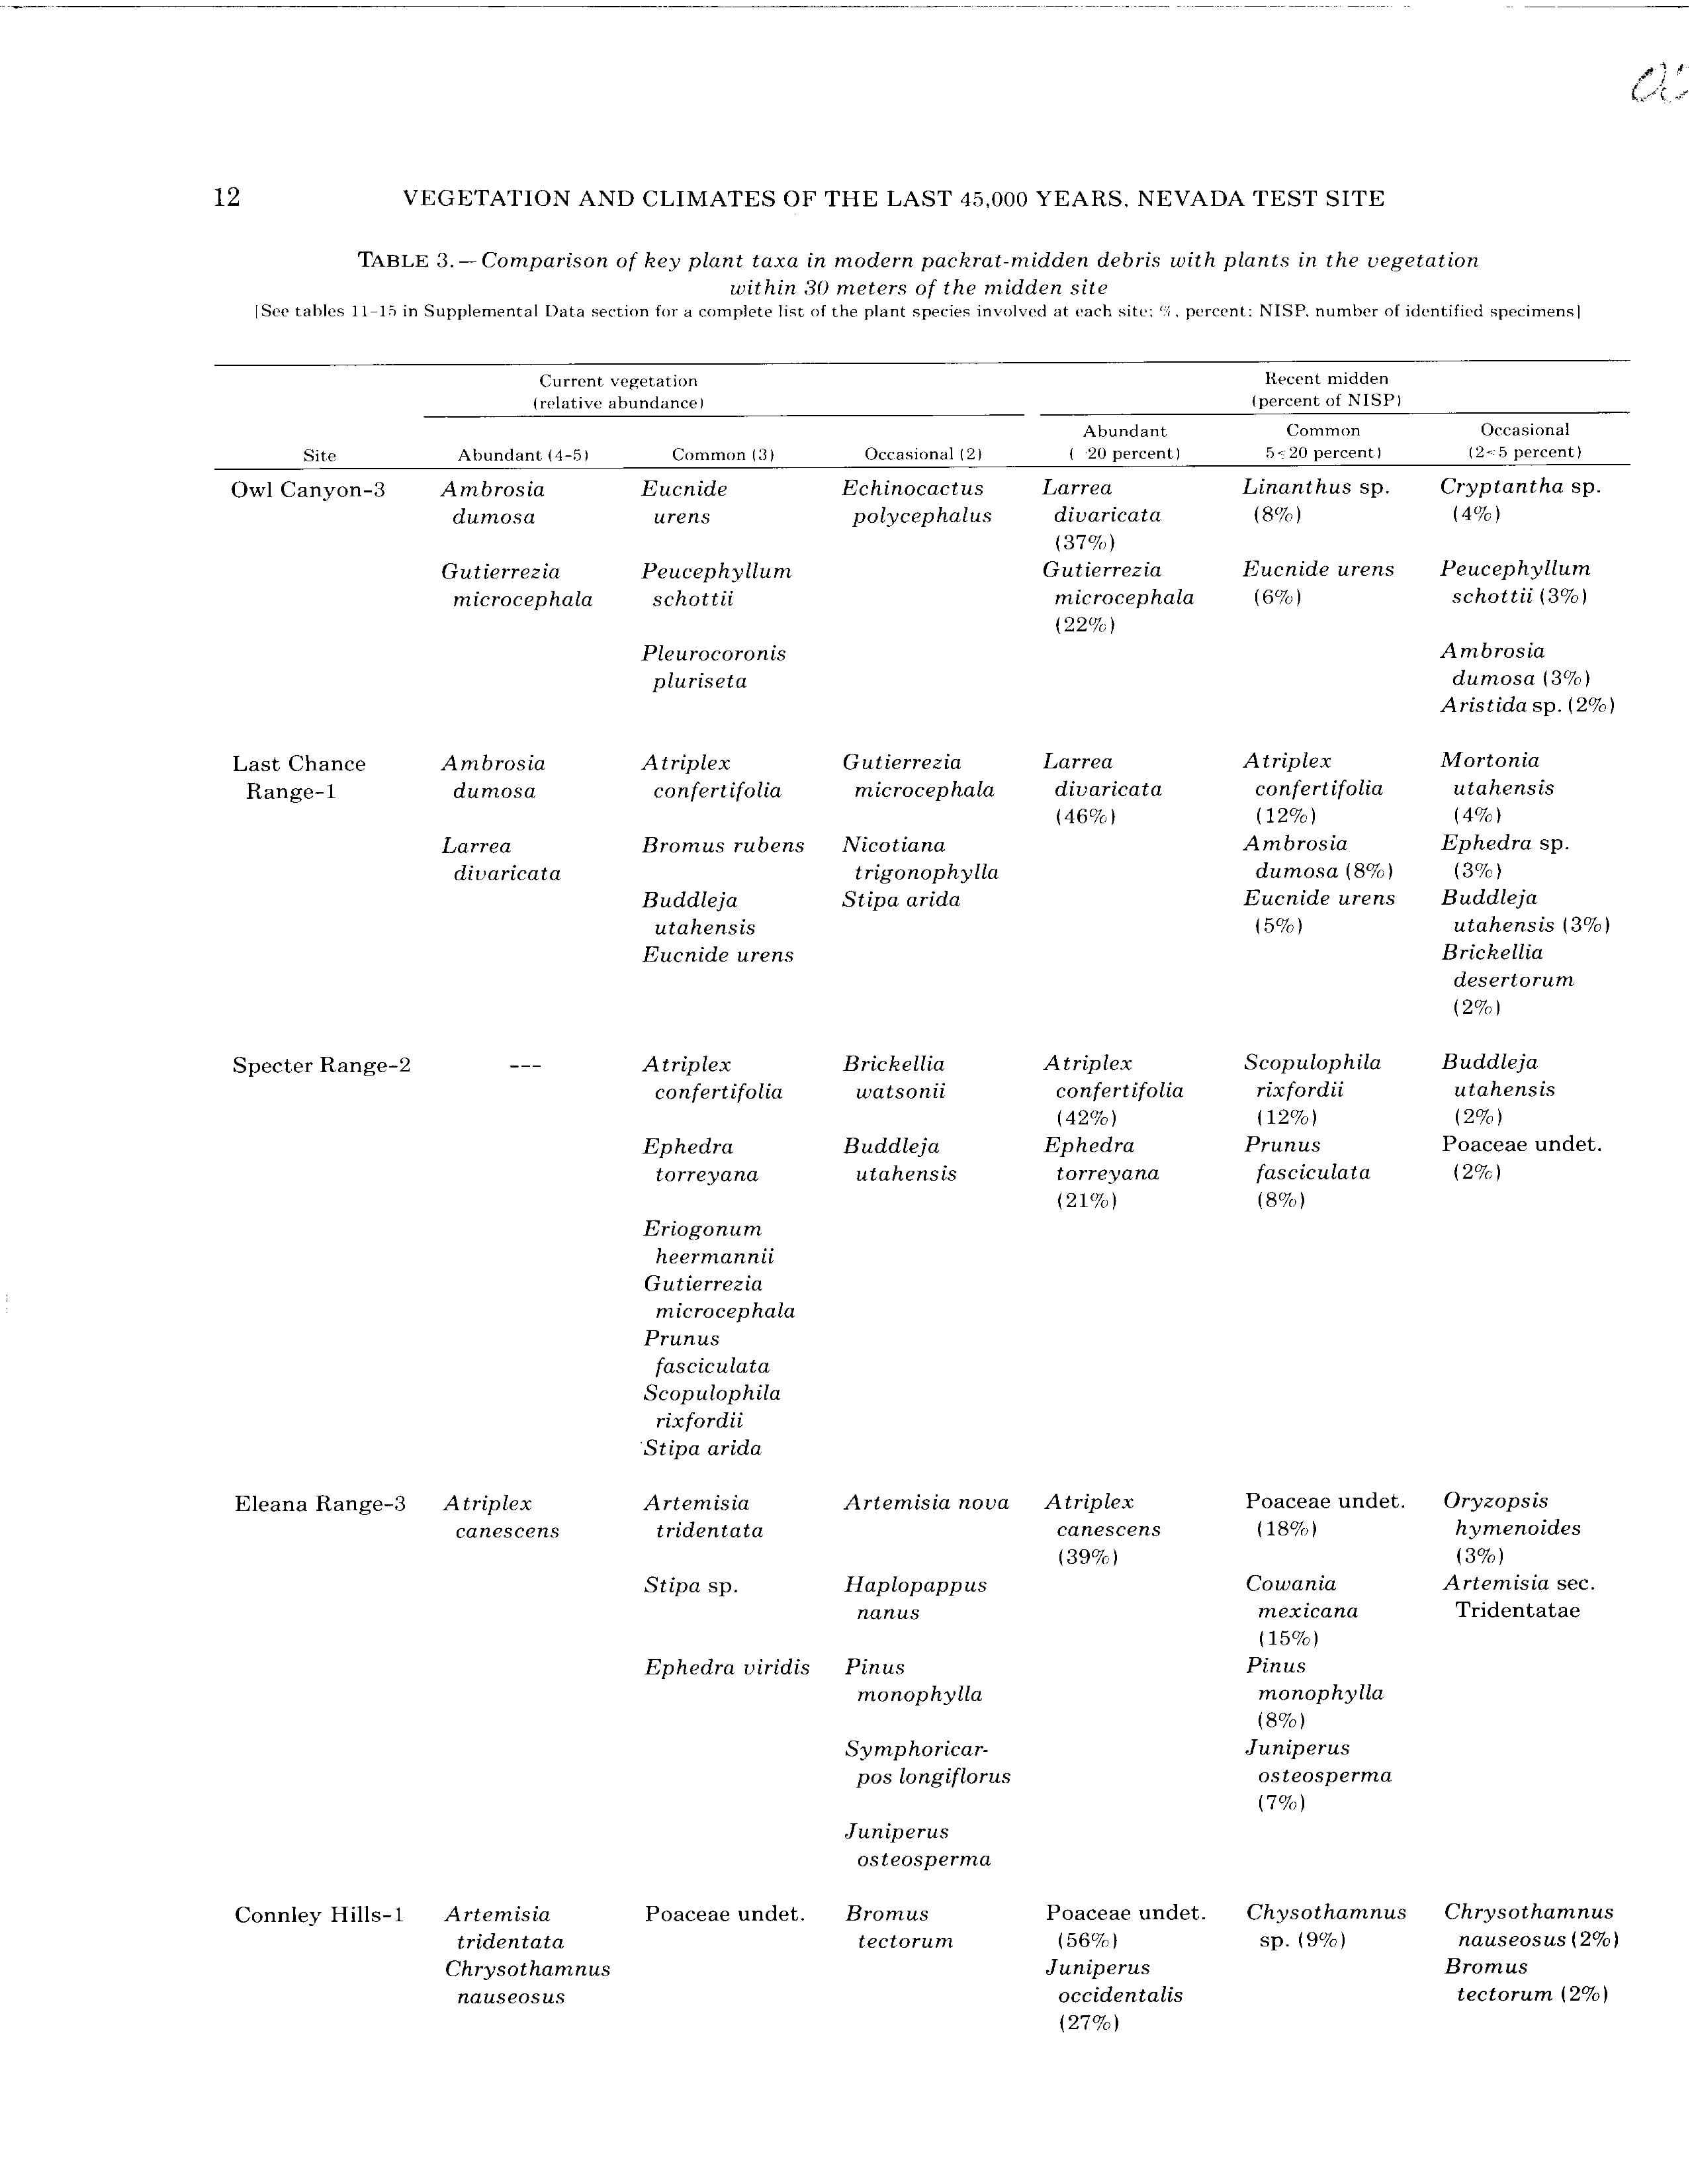 12 VEGETATION AND CLIMATES OF THE LAST 45,000 YEARS, NEVADA TEST SITE
TABLE 3.—Comparison of key plant taxa in modern packrat-midden debris with plants in the vegetation
within 30 meters of the midden site
[See tables 11-15 in Supplemental Data section for a complete list of the plant species involved at each site; %, percent; NISP, number of identified specimens]
Current vegetation Recent midden
(relative abundance) (percent of NISP)
Abundant Common Occasional
Site Abundant (4-5) Common (3) Occasional (2) ( 20 percent) 5<20 percent) (2<5 percent)
Owl Canyon-3 Ambrosia Eucnide Echinocactus Larrea Linanthus sp. Cryptantha sp.
dumosa urens polycephalus divaricata (8%) (4%)
(37%)
Gutierrezia Peucephyllum Gutierrezia Eucnide urens Peucephyllum
microcephala schottii microcephala (6%) schottii (3%)
(22%)
Pleurocoronis Ambrosia
pluriseta dumosa (3%)
Aristida sp. (2%)
Last Chance Ambrosia Atriplex Gutierrezia Larrea Atriplex Mortonia
Range-1 dumosa confertifolia microcephala divaricata confertifolia utahensis
(46%) (12%) (4%)
Larrea Bromus rubens Nicotiana Ambrosia Ephedra sp.
divaricata trigonophylla dumosa (8%) (3%)
Buddleja Stipa arida Eucnide urens Buddleja
utahensis (5%) utahensis (3%)
Eucnide urens Brickellia
desertorum
(2%)
Specter Range-2 --- Atriplex Brickellia Atriplex Scopulophila Buddleja
confertifolia watsonii confertifolia rixfordii utahensis
(42%) (12%) (2%)
Ephedra Buddleja Ephedra Prunus Poaceae undet.
torreyana utahensis torreyana fasciculata (2%)
(21%) (8%)
Eriogonum
heermannii
Gutierrezia
microcephala
Prunus
fasciculata
Scopulophila
rixfordii
Stipa arida
Eleana Range-3 Atriplex Artemisia Artemisia nova Atriplex Poaceae undet. Oryzopsis
canescens tridentata canescens (18%) hymenoides
(39%) (3%)
Stipa sp. Haplopappus Cowania Artemisia sec.
nanus mexicana Tridentatae
(15%)
Ephedra viridis Pinus Pinus
monophylla monophylla
(8%)
Symphoricar- Juniperus
pos longiflorus osteosperma
(7%)
Juniperus
osteosperma
Connley Hills-1 Artemisia Poaceae undet. Bromus Poaceae undet. Chysothamnus Chrysothamnus
tridentata tectorum (56%) sp. (9%) nauseosus (2%)
Chrysothamnus Juniperus Bromus
nauseosus occidentalis tectorum (2%)
(27%)